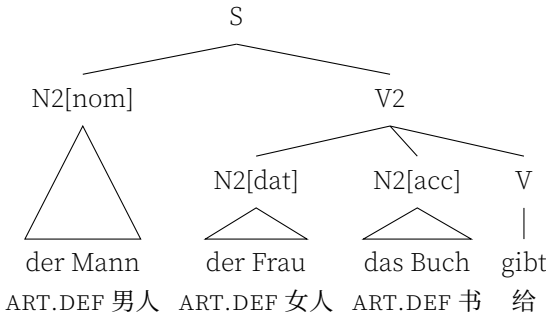 S
N2[nom] V2
N2[dat] N2[acc] V
der Mann der Frau das Buch gibt
ART.DEF 男人 ART.DEF 女人 ART.DEF 书 给